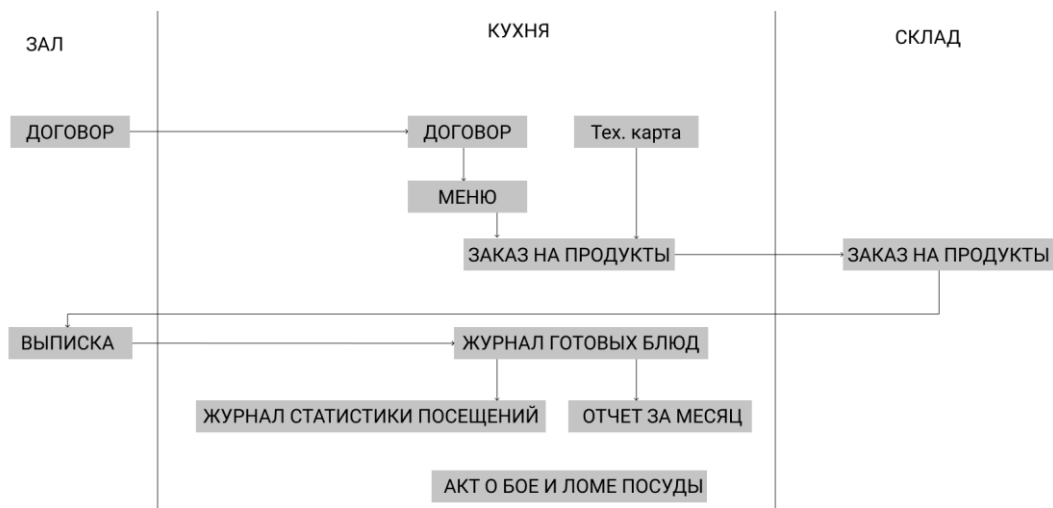 ЗАЛ
КУХНЯ
СКЛАД
ДОГОВОР
ДОГОВОР
Тех. карта
МЕНЮ
ЗАКАЗ НА ПРОДУКТЫ
ЗАКАЗ НА ПРОДУКТЫ
ВЫПИСКА
ЖУРНАЛ ГОТОВЫХ БЛЮД
ЖУРНАЛ СТАТИСТИКИ ПОСЕЩЕНИЙ
ОТЧЕТ ЗА МЕСЯЦ
АКТ О БОЕ И ЛОМЕ ПОСУДЫ